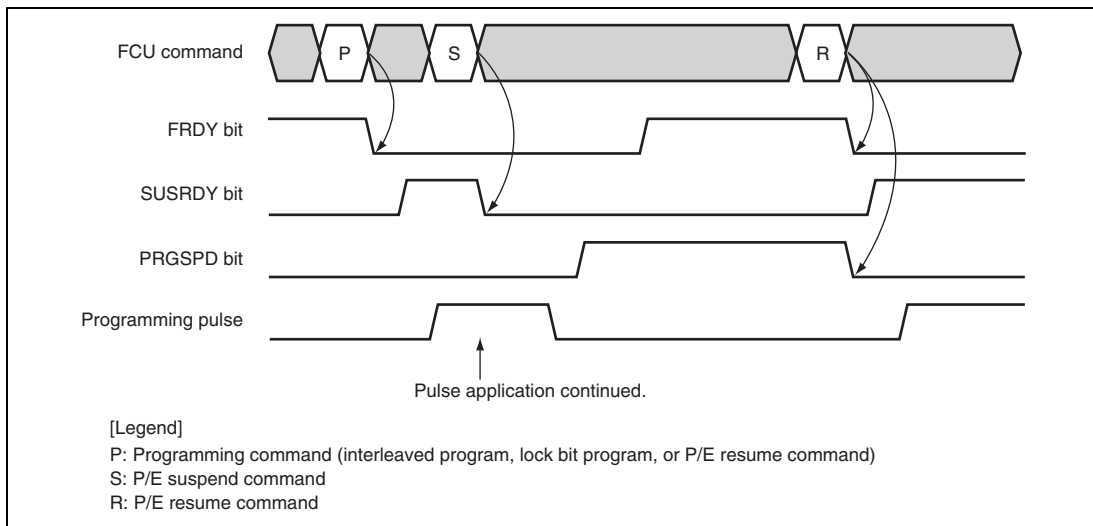 FCU command
P
S
R
FRDY bit
SUSRDY bit
PRGSPD bit
Programming pulse
Pulse application continued.
[Legend]
P: Programming command (interleaved program, lock bit program, or P/E resume command)
S: P/E suspend command
R: P/E resume command